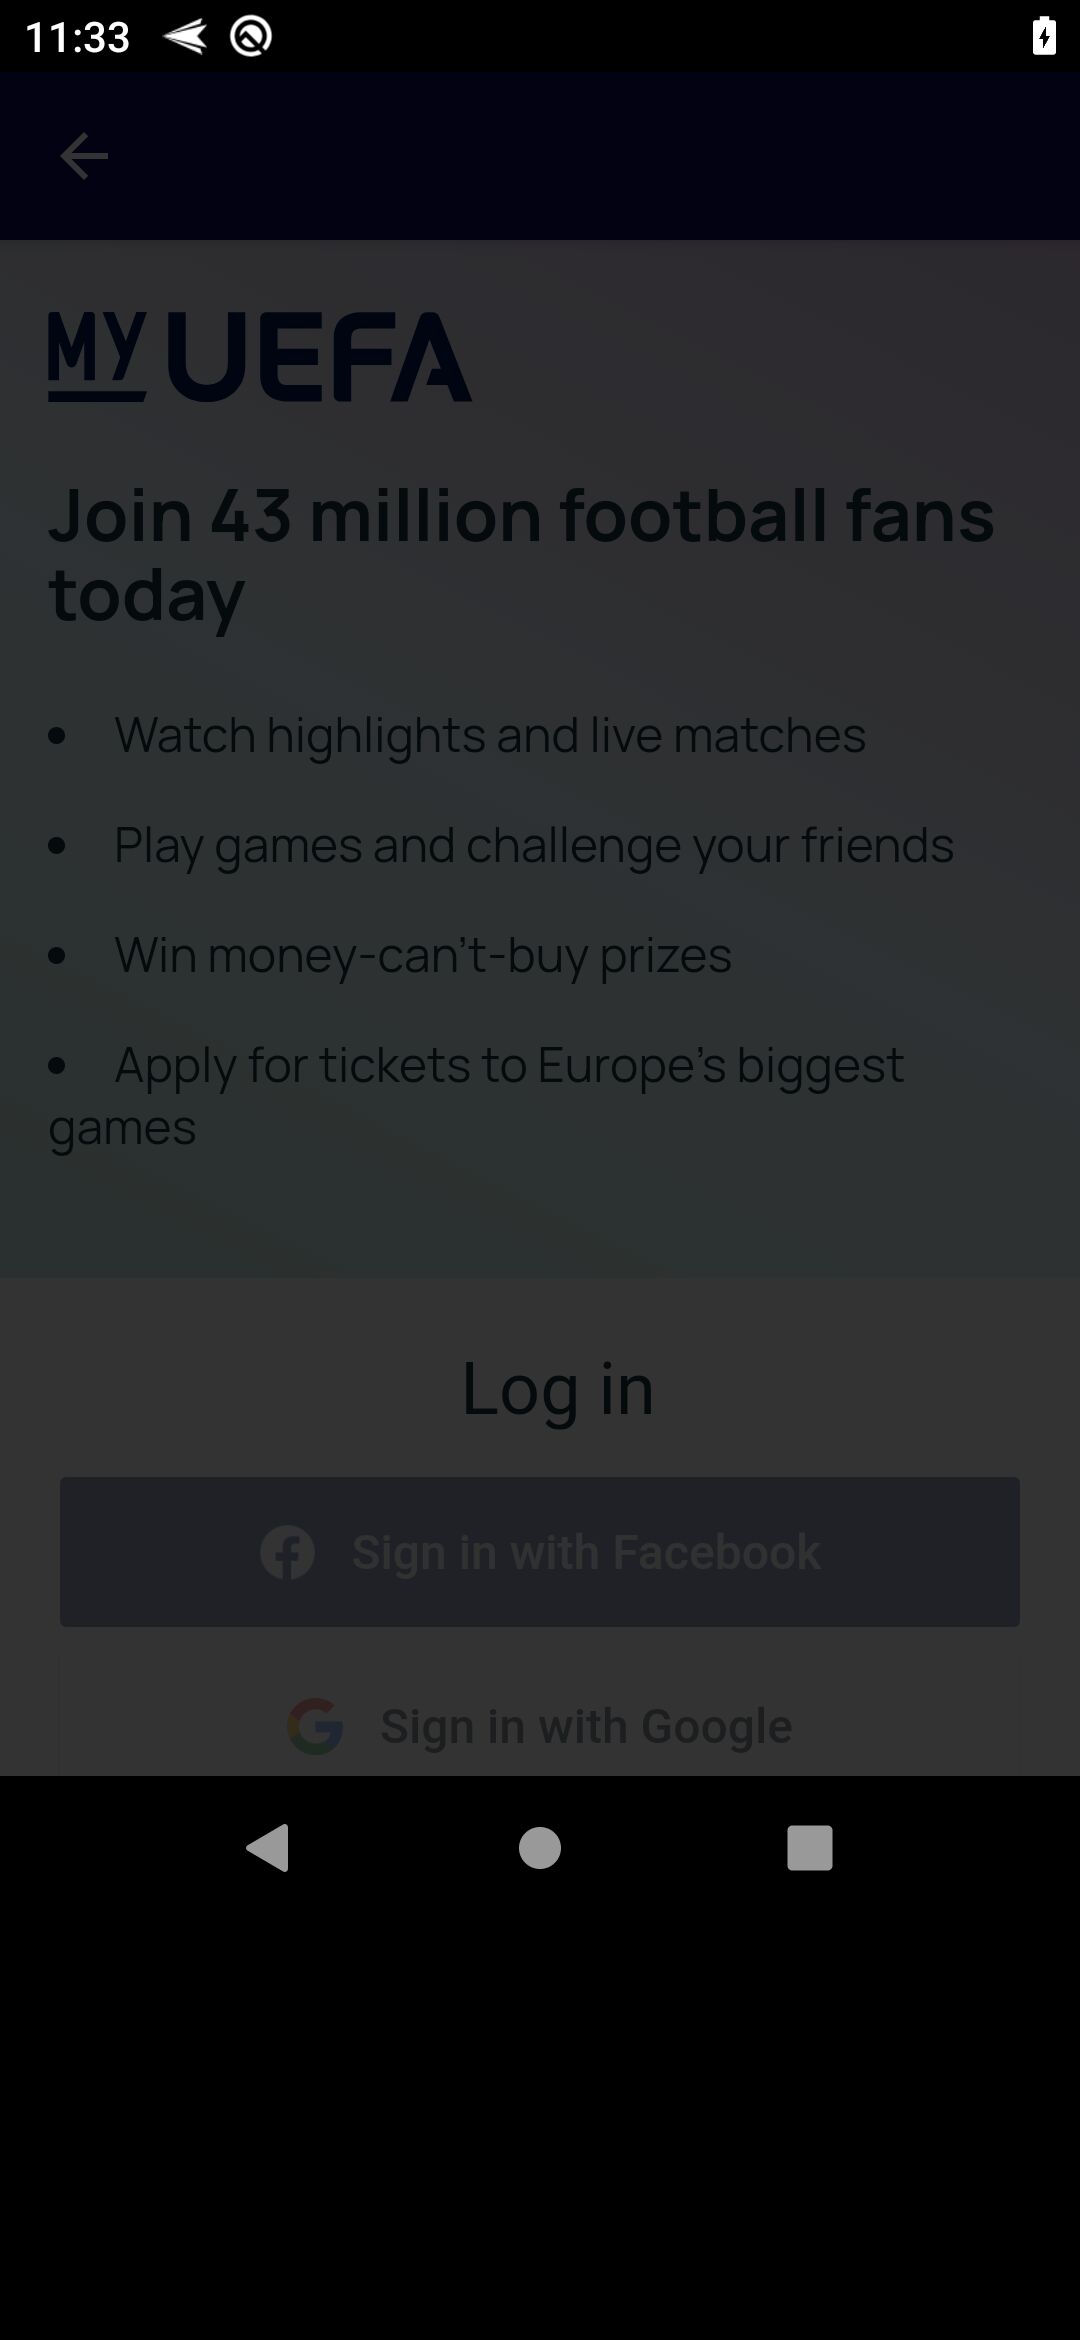 11:33
MY UEFA
Join 43 million football fans
today
• Watch highlights and live matches
• Play games and challenge your friends
• Win money-can't-buy prizes
• Apply for tickets to Europe's biggest
games
Log in
Sign in with Facebook
Sign in with Google